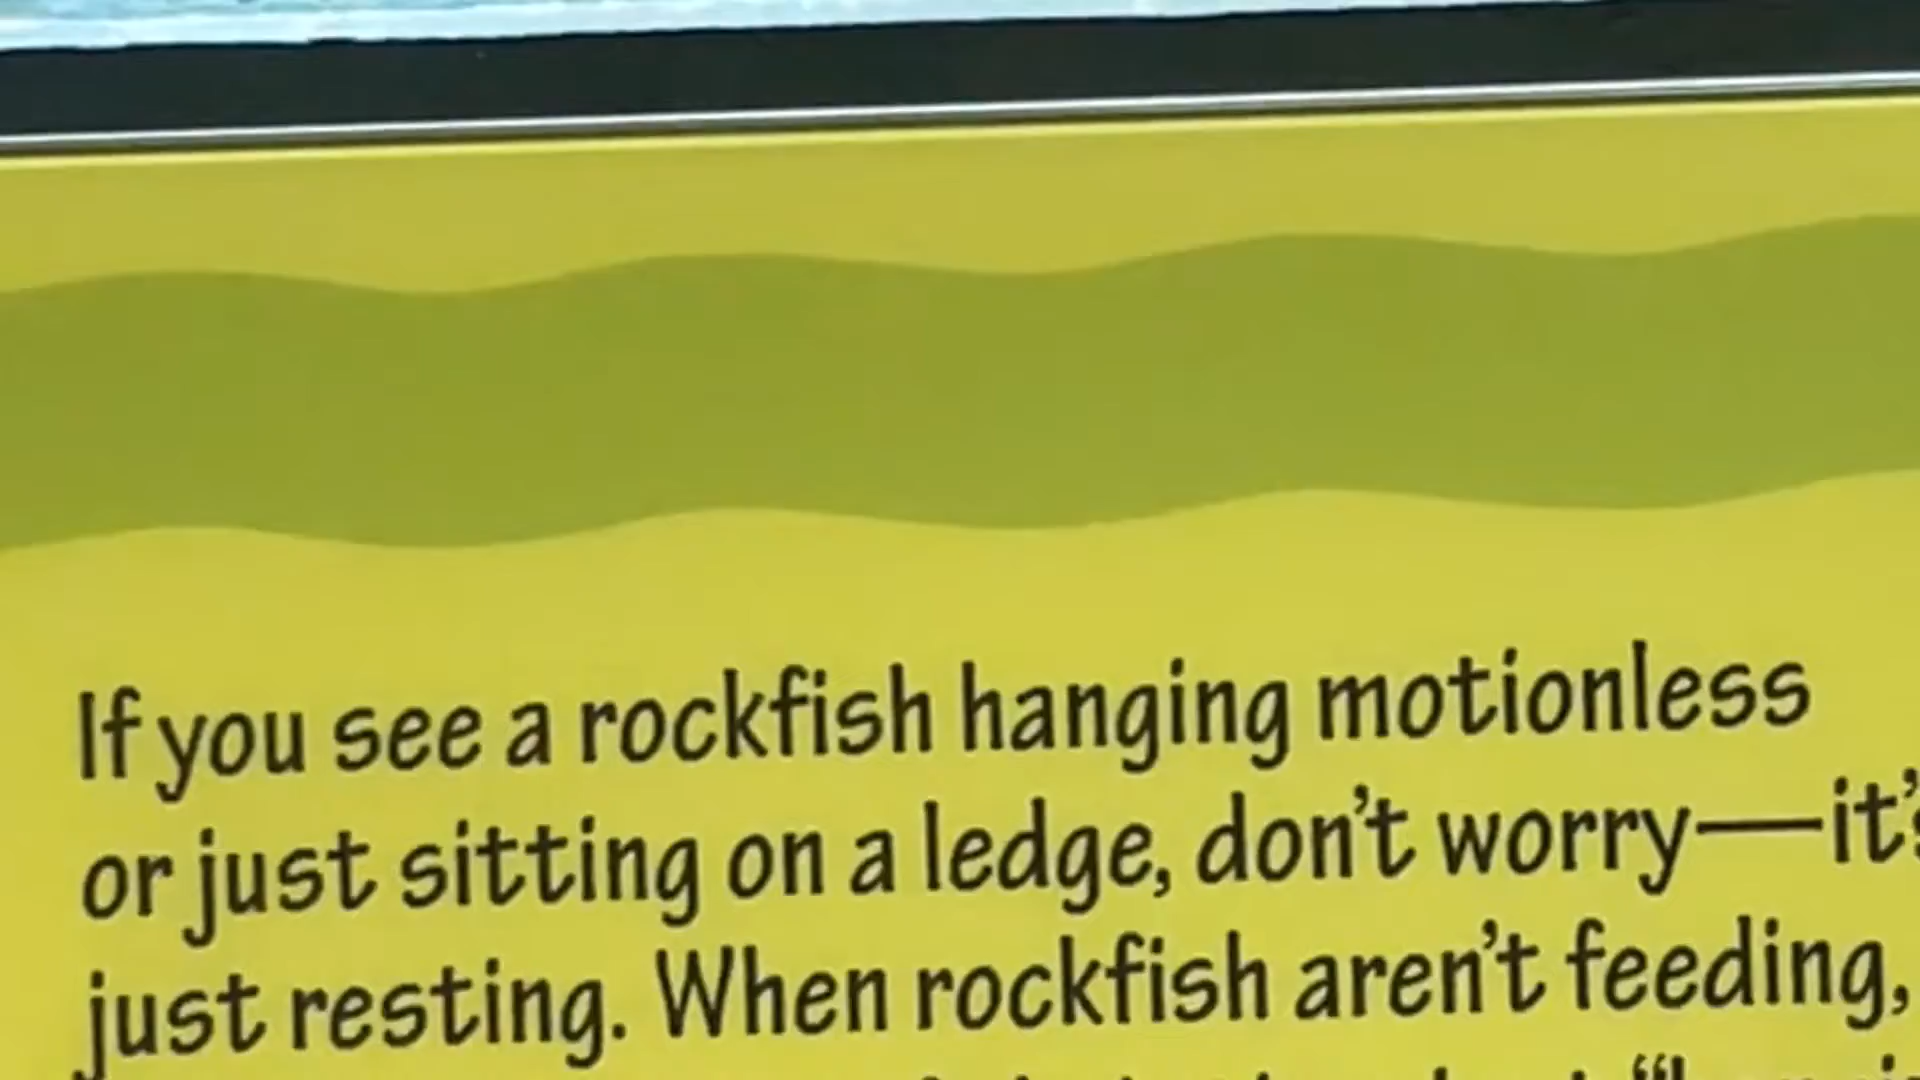 If you see a rockfish hanging motionless
or just sitting on a ledge, don't worry—it's
just resting. When rockfish aren't feeding,